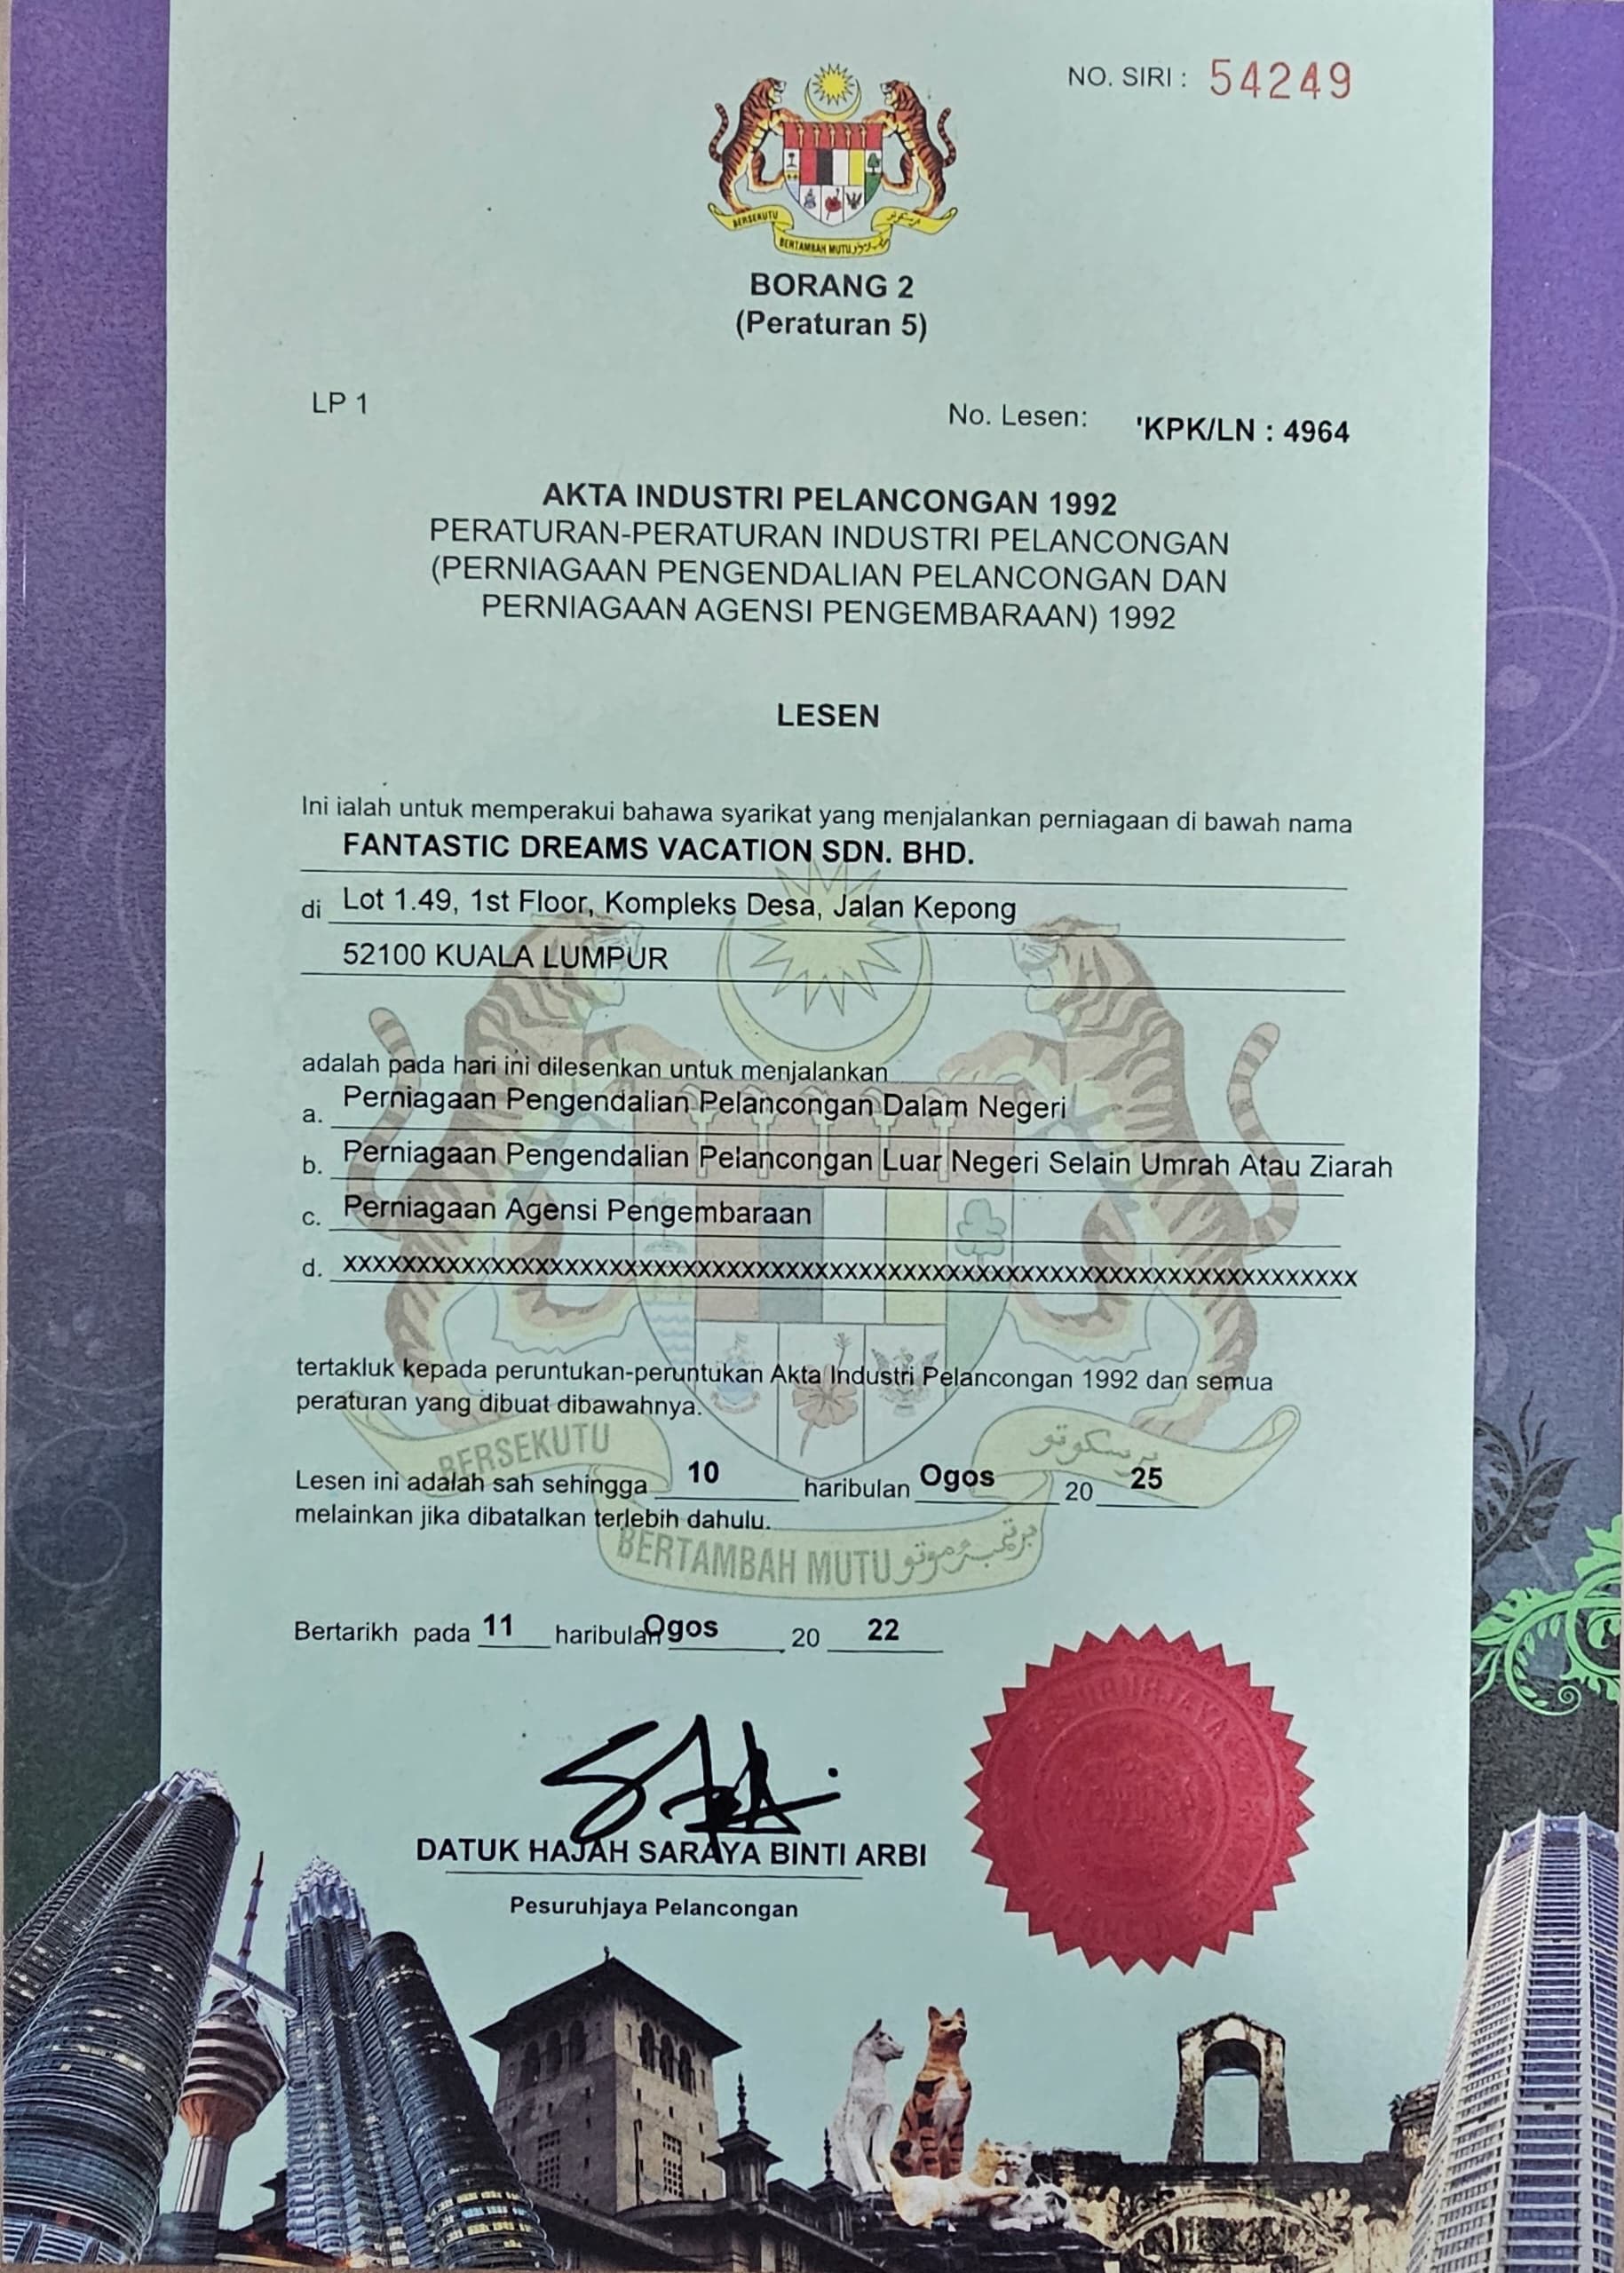 NO. SIRI : 54249
BERSEKUTU
BERTAMBAH MUTU
BORANG 2
(Peraturan 5)
LP 1
No. Lesen: 'KPK/LN : 4964
AKTA INDUSTRI PELANCONGAN 1992
PERATURAN-PERATURAN INDUSTRI PELANCONGAN
(PERNIAGAAN PENGENDALIAN PELANCONGAN DAN
PERNIAGAAN AGENSI PENGEMBARAAN) 1992
LESEN
Ini ialah untuk memperakui bahawa syarikat yang menjalankan perniagaan di bawah nama
FANTASTIC DREAMS VACATION SDN. BHD.
di Lot 1.49, 1st Floor, Kompleks Desa, Jalan Kepong
52100 KUALA LUMPUR
adalah pada hari ini dilesenkan untuk menjalankan
a. Perniagaan Pengendalian Pelancongan Dalam Negeri
b. Perniagaan Pengendalian Pelancongan Luar Negeri Selain Umrah Atau Ziarah
c. Perniagaan Agensi Pengembaraan
d. XXXXXXXXXXXXXXXXXXXXXXXXXXXXXXXXXXXXXXXXXXXXXXXXXXXXXXXXXXXXXXXXXXXXXX
tertakluk kepada peruntukan-peruntukan Akta Industri Pelancongan 1992 dan semua
peraturan yang dibuat dibawahnya.
BERSEKUTU برسكوتو
Lesen ini adalah sah sehingga 10 haribulan Ogos 20 25
melainkan jika dibatalkan terlebih dahulu.
BERTAMBAH MUTU برتمبه موتو
Bertarikh pada 11 haribulan Ogos 20 22
DATUK HAJAH SARAYA BINTI ARBI
Pesuruhjaya Pelancongan